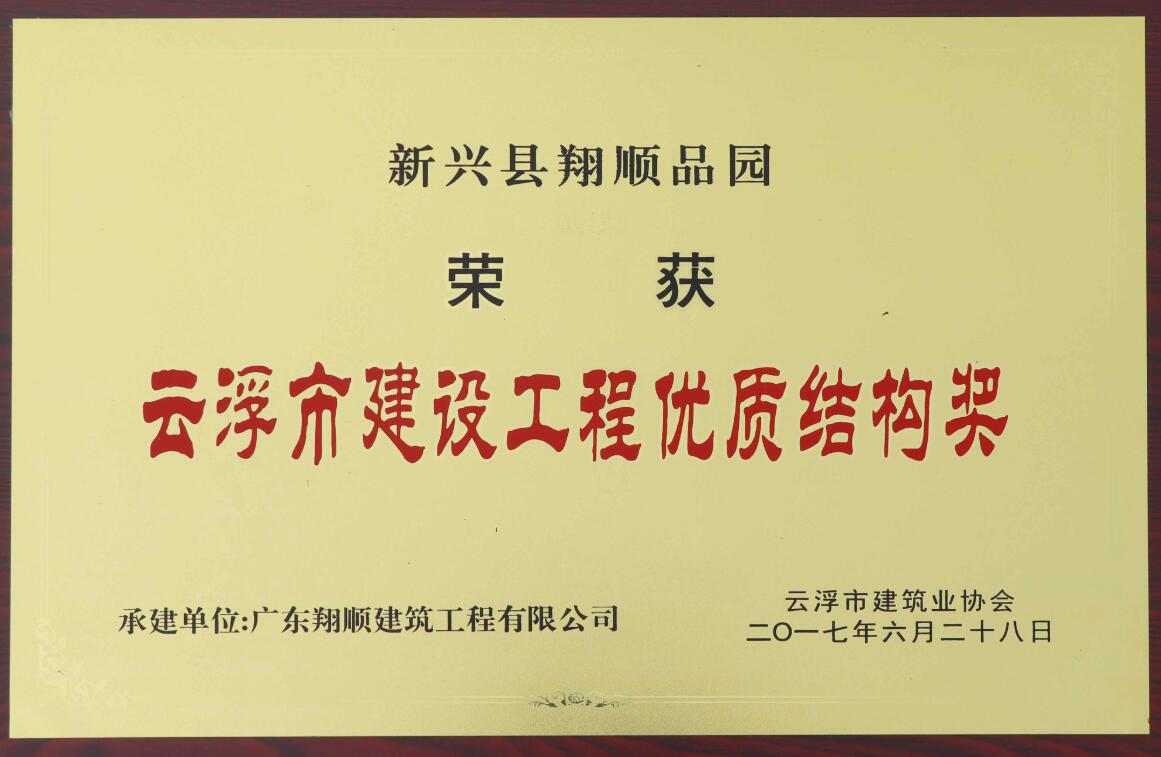 新兴县翔顺品园
荣 获
云浮市建设工程优质结构奖
承建单位:广东翔顺建筑工程有限公司
云浮市建筑业协会
二〇一七年六月二十八日